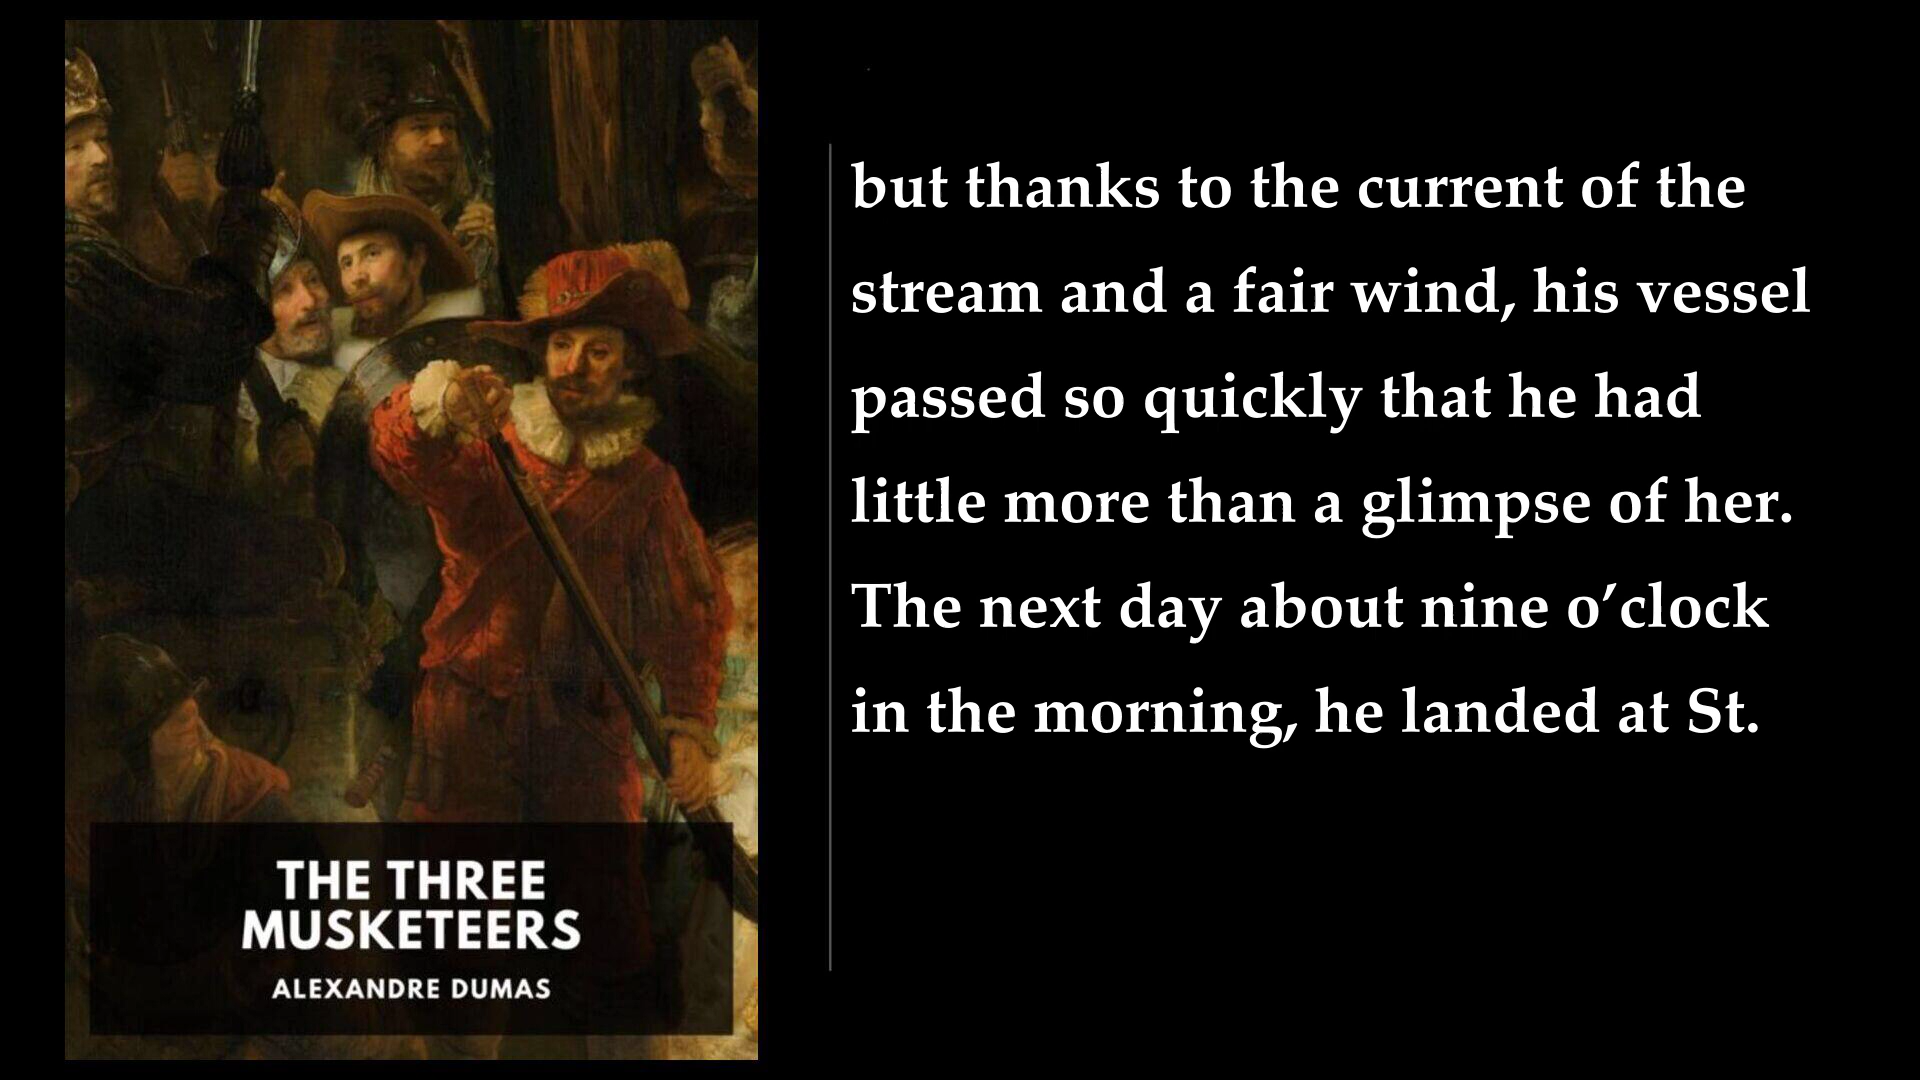 THE THREE
MUSKETEERS
ALEXANDRE DUMAS
but thanks to the current of the
stream and a fair wind, his vessel
passed so quickly that he had
little more than a glimpse of her.
The next day about nine o’clock
in the morning, he landed at St.